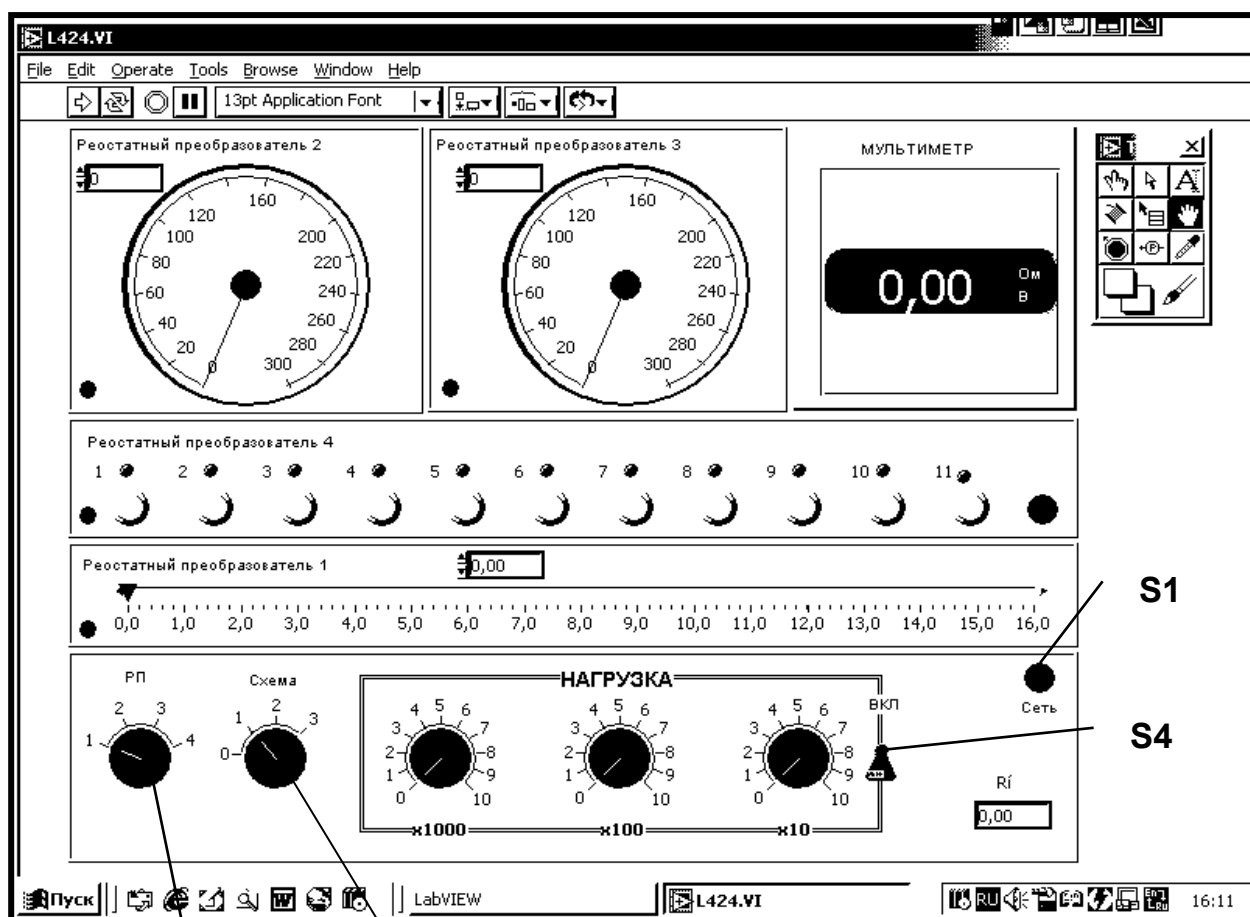 L424.VI
File Edit Operate Tools Browse Window Help
13pt Application Font
Реостатный преобразователь 2
0
0 20 40 60 80 100 120 160 200 220 240 260 280 300
Реостатный преобразователь 3
0
0 20 40 60 80 100 120 160 200 220 240 260 280 300
МУЛЬТИМЕТР
0,00
Ом
В
Реостатный преобразователь 4
1 2 3 4 5 6 7 8 9 10 11
Реостатный преобразователь 1
0,00
0,0 1,0 2,0 3,0 4,0 5,0 6,0 7,0 8,0 9,0 10,0 11,0 12,0 13,0 14,0 15,0 16,0
S1
РП
1 2 3 4
Схема
0 1 2 3
НАГРУЗКА
0 1 2 3 4 5 6 7 8 9 10
x1000
0 1 2 3 4 5 6 7 8 9 10
x100
0 1 2 3 4 5 6 7 8 9 10
x10
ВКЛ
Сеть
S4
Rí
0,00
Пуск
LabVIEW
L424.VI
RU
16:11